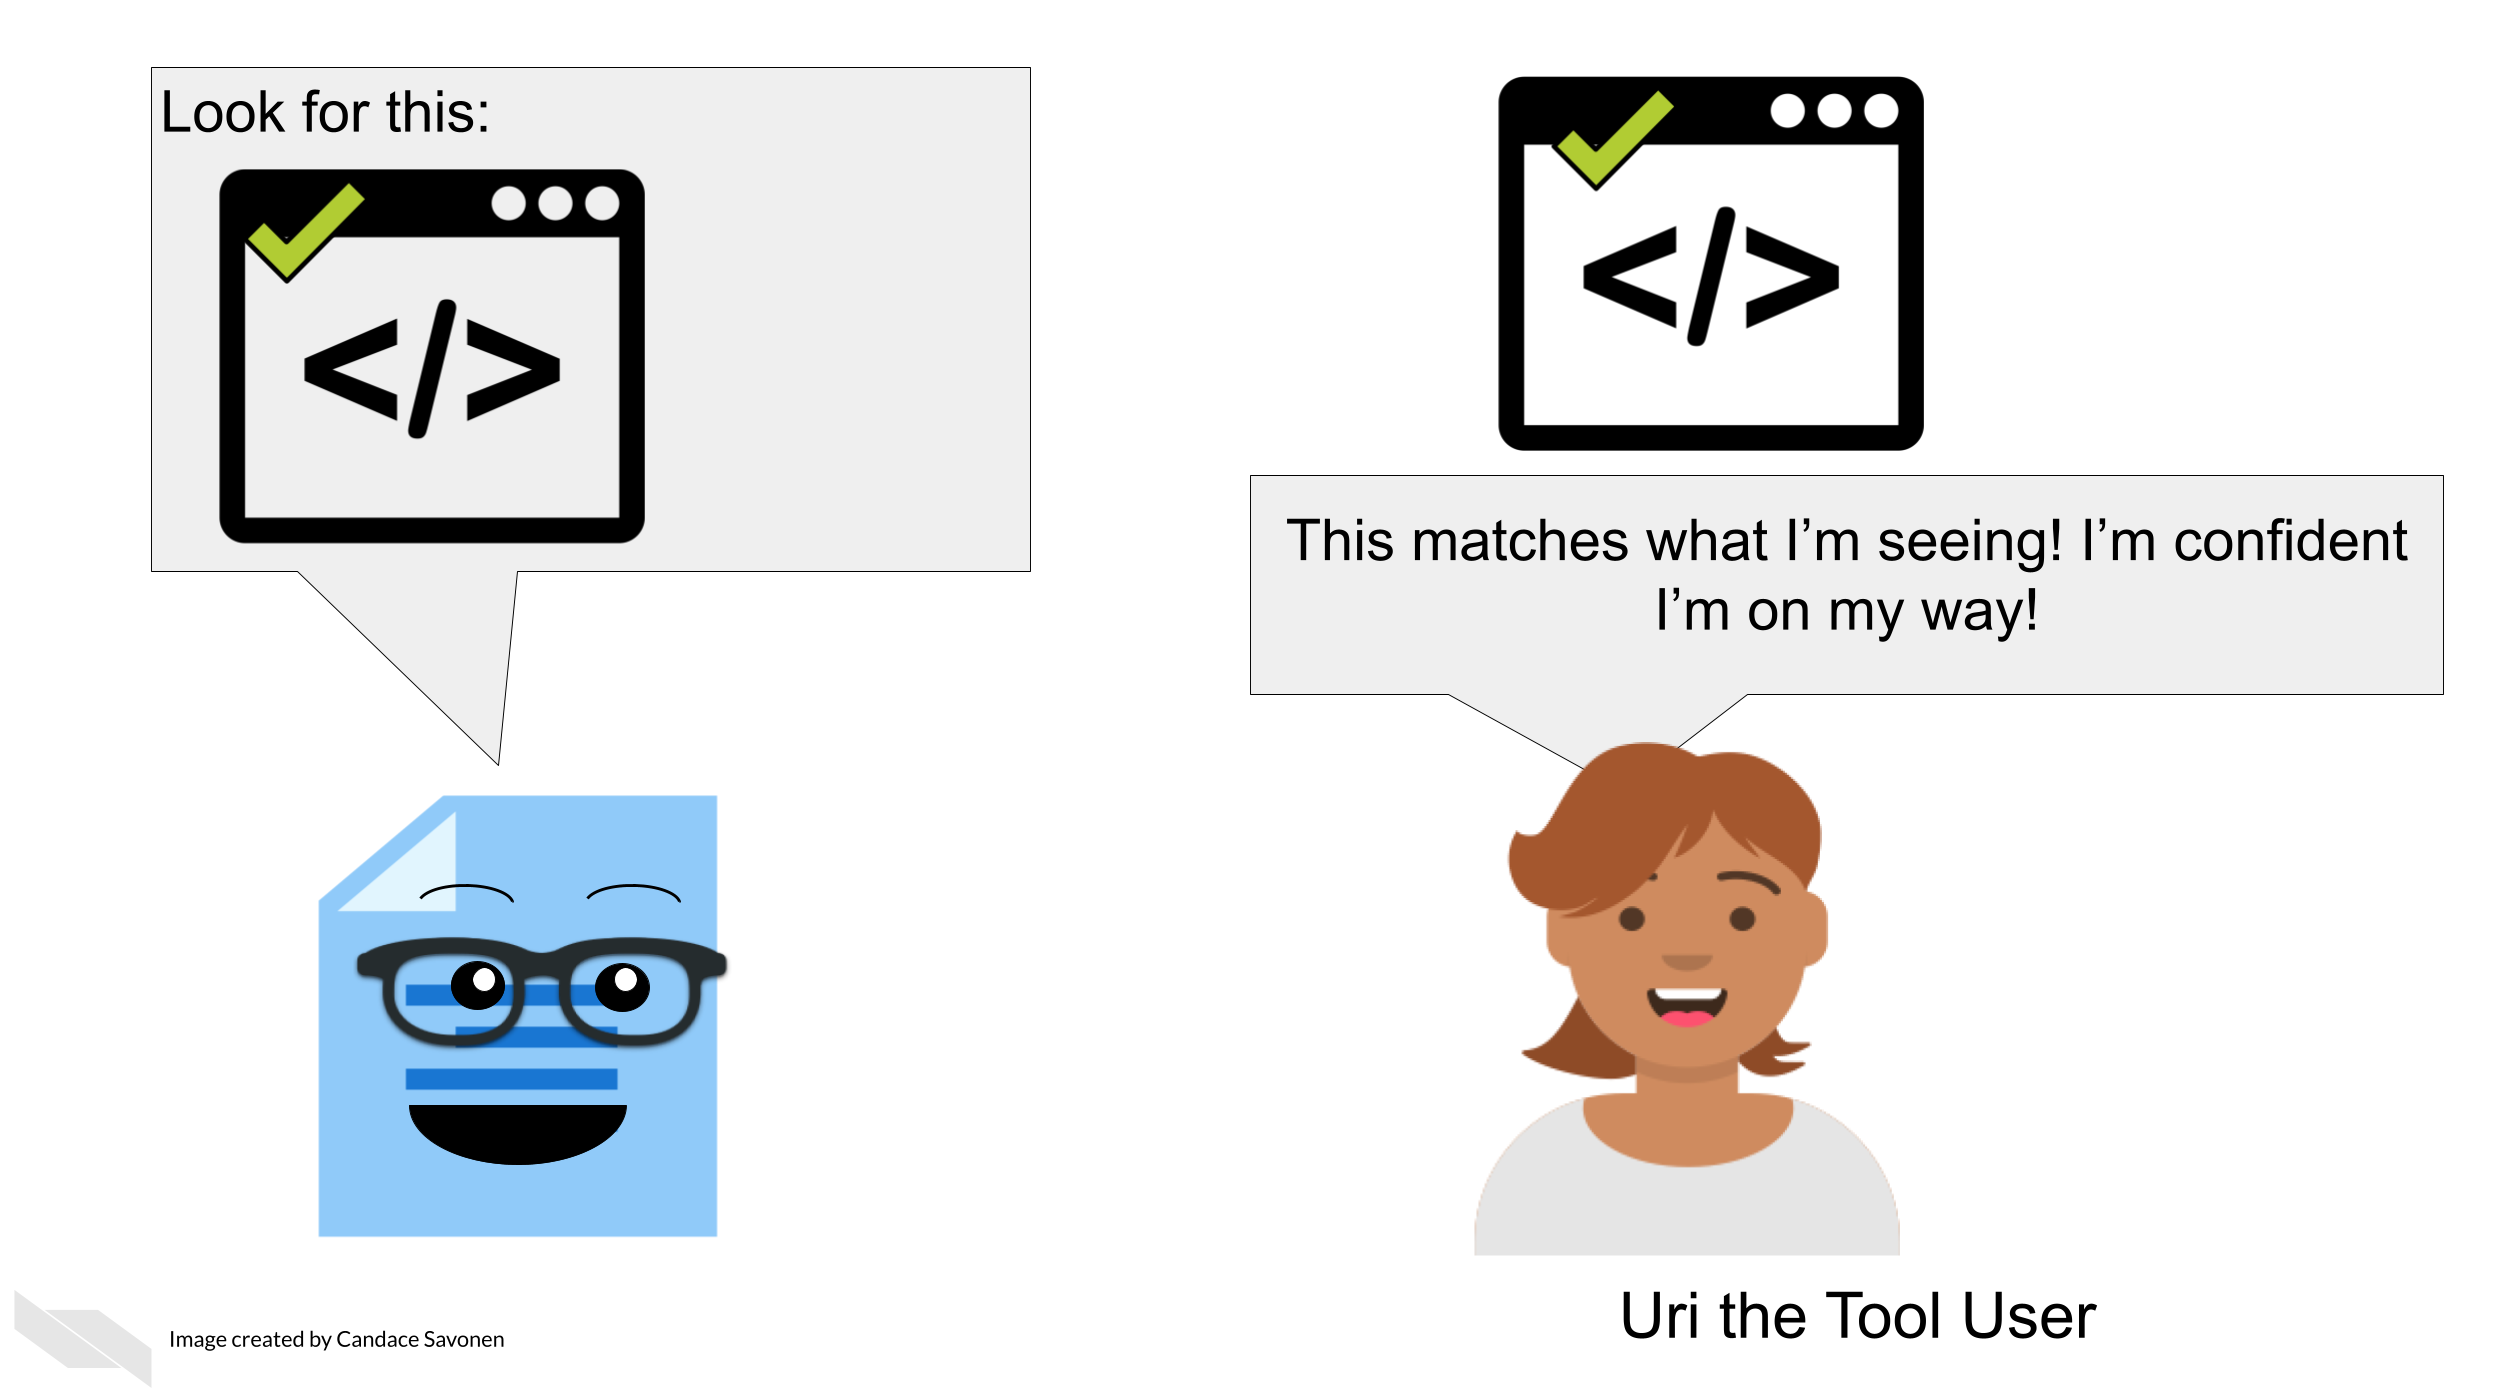 Look for this:
</>
</>
This matches what I’m seeing! I’m confident
I’m on my way!
Uri the Tool User
Image created by Candace Savonen